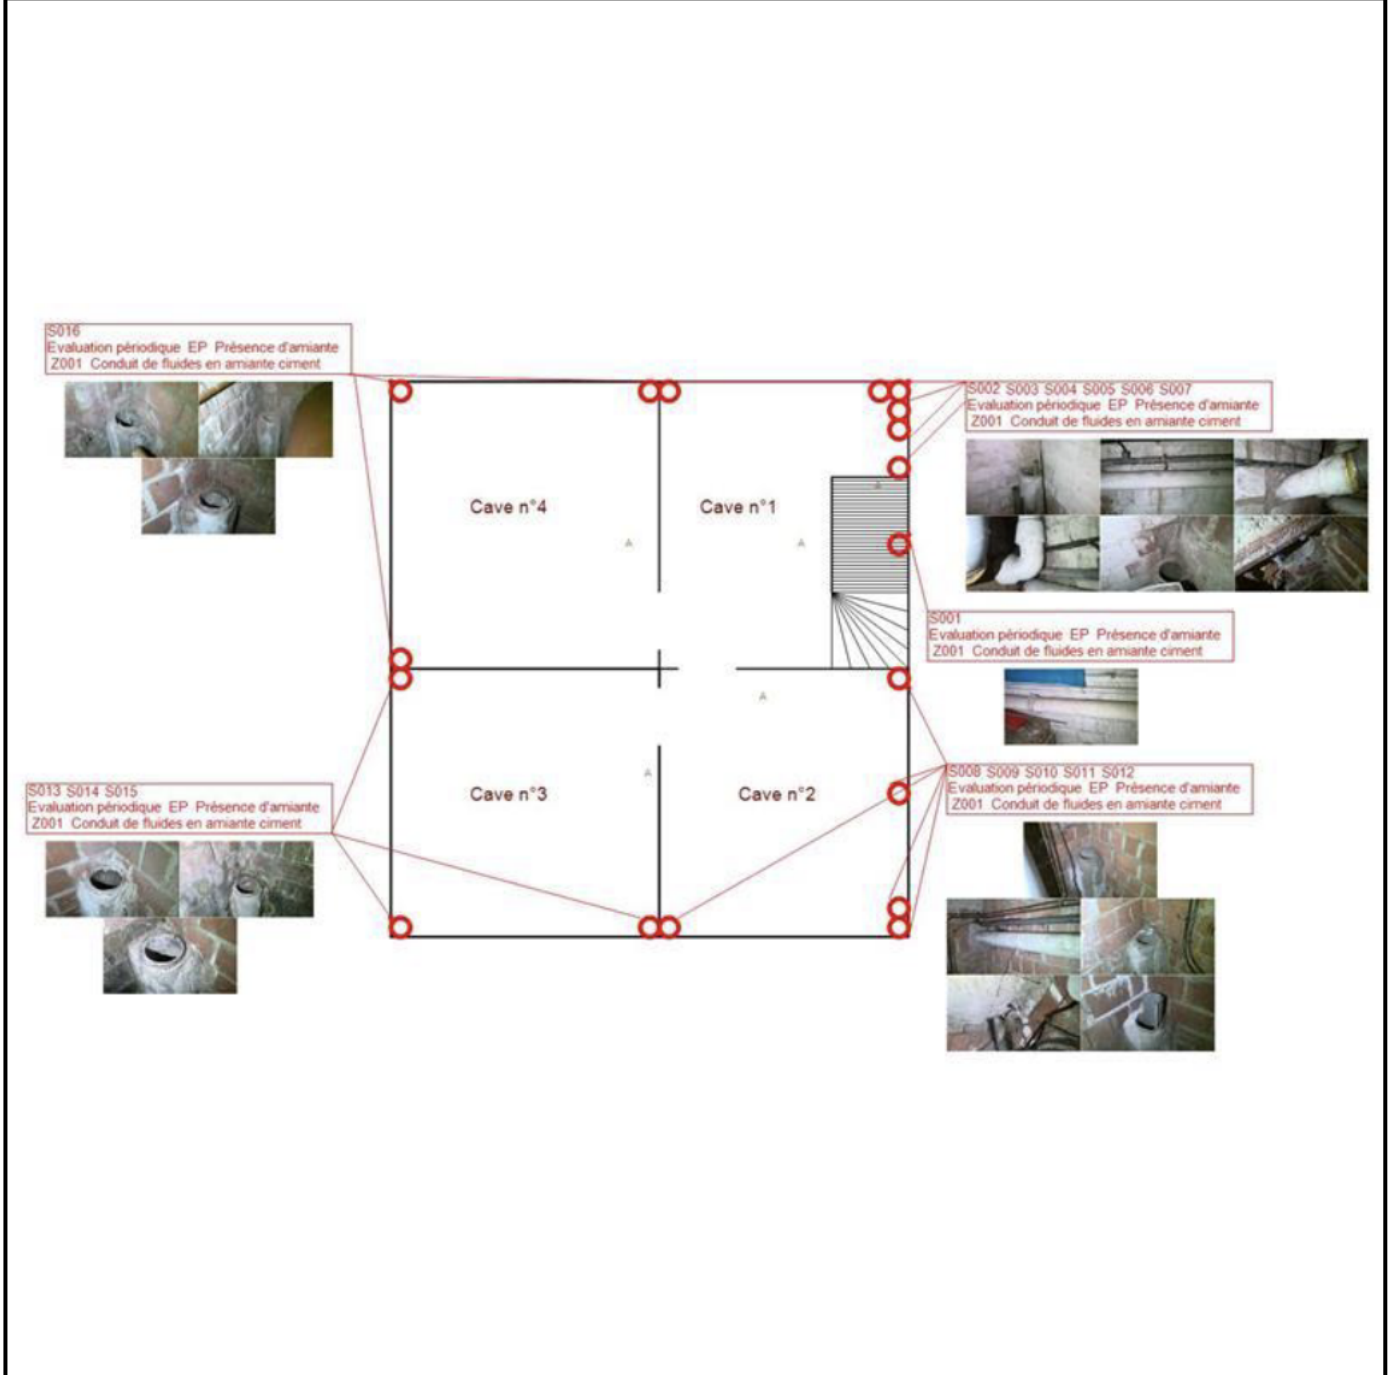 S016
Evaluation périodique EP Présence d'amiante
Z001 Conduit de fluides en amiante ciment
S002 S003 S004 S005 S006 S007
Evaluation périodique EP Présence d'amiante
Z001 Conduit de fluides en amiante ciment
Cave n°4
Cave n°1
A
A
A
S001
Evaluation périodique EP Présence d'amiante
Z001 Conduit de fluides en amiante ciment
A
A
S013 S014 S015
Evaluation périodique EP Présence d'amiante
Z001 Conduit de fluides en amiante ciment
Cave n°3
Cave n°2
S008 S009 S010 S011 S012
Evaluation périodique EP Présence d'amiante
Z001 Conduit de fluides en amiante ciment